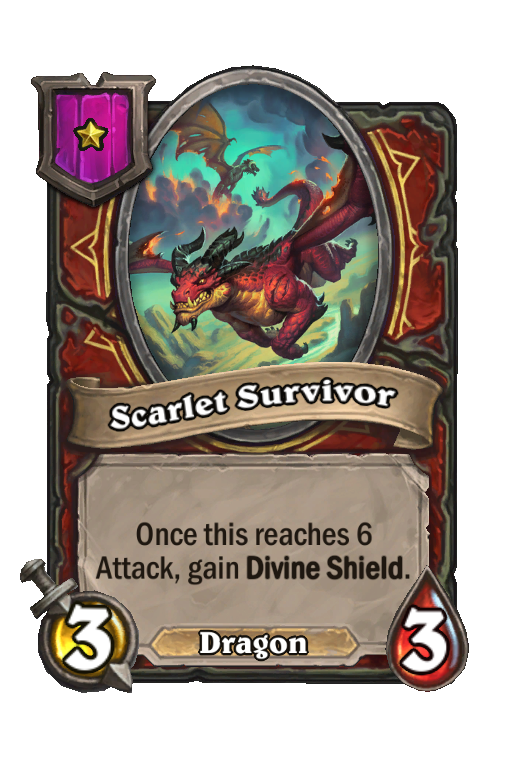 Scarlet Survivor
Once this reaches 6
Attack, gain Divine Shield.
3
Dragon
3